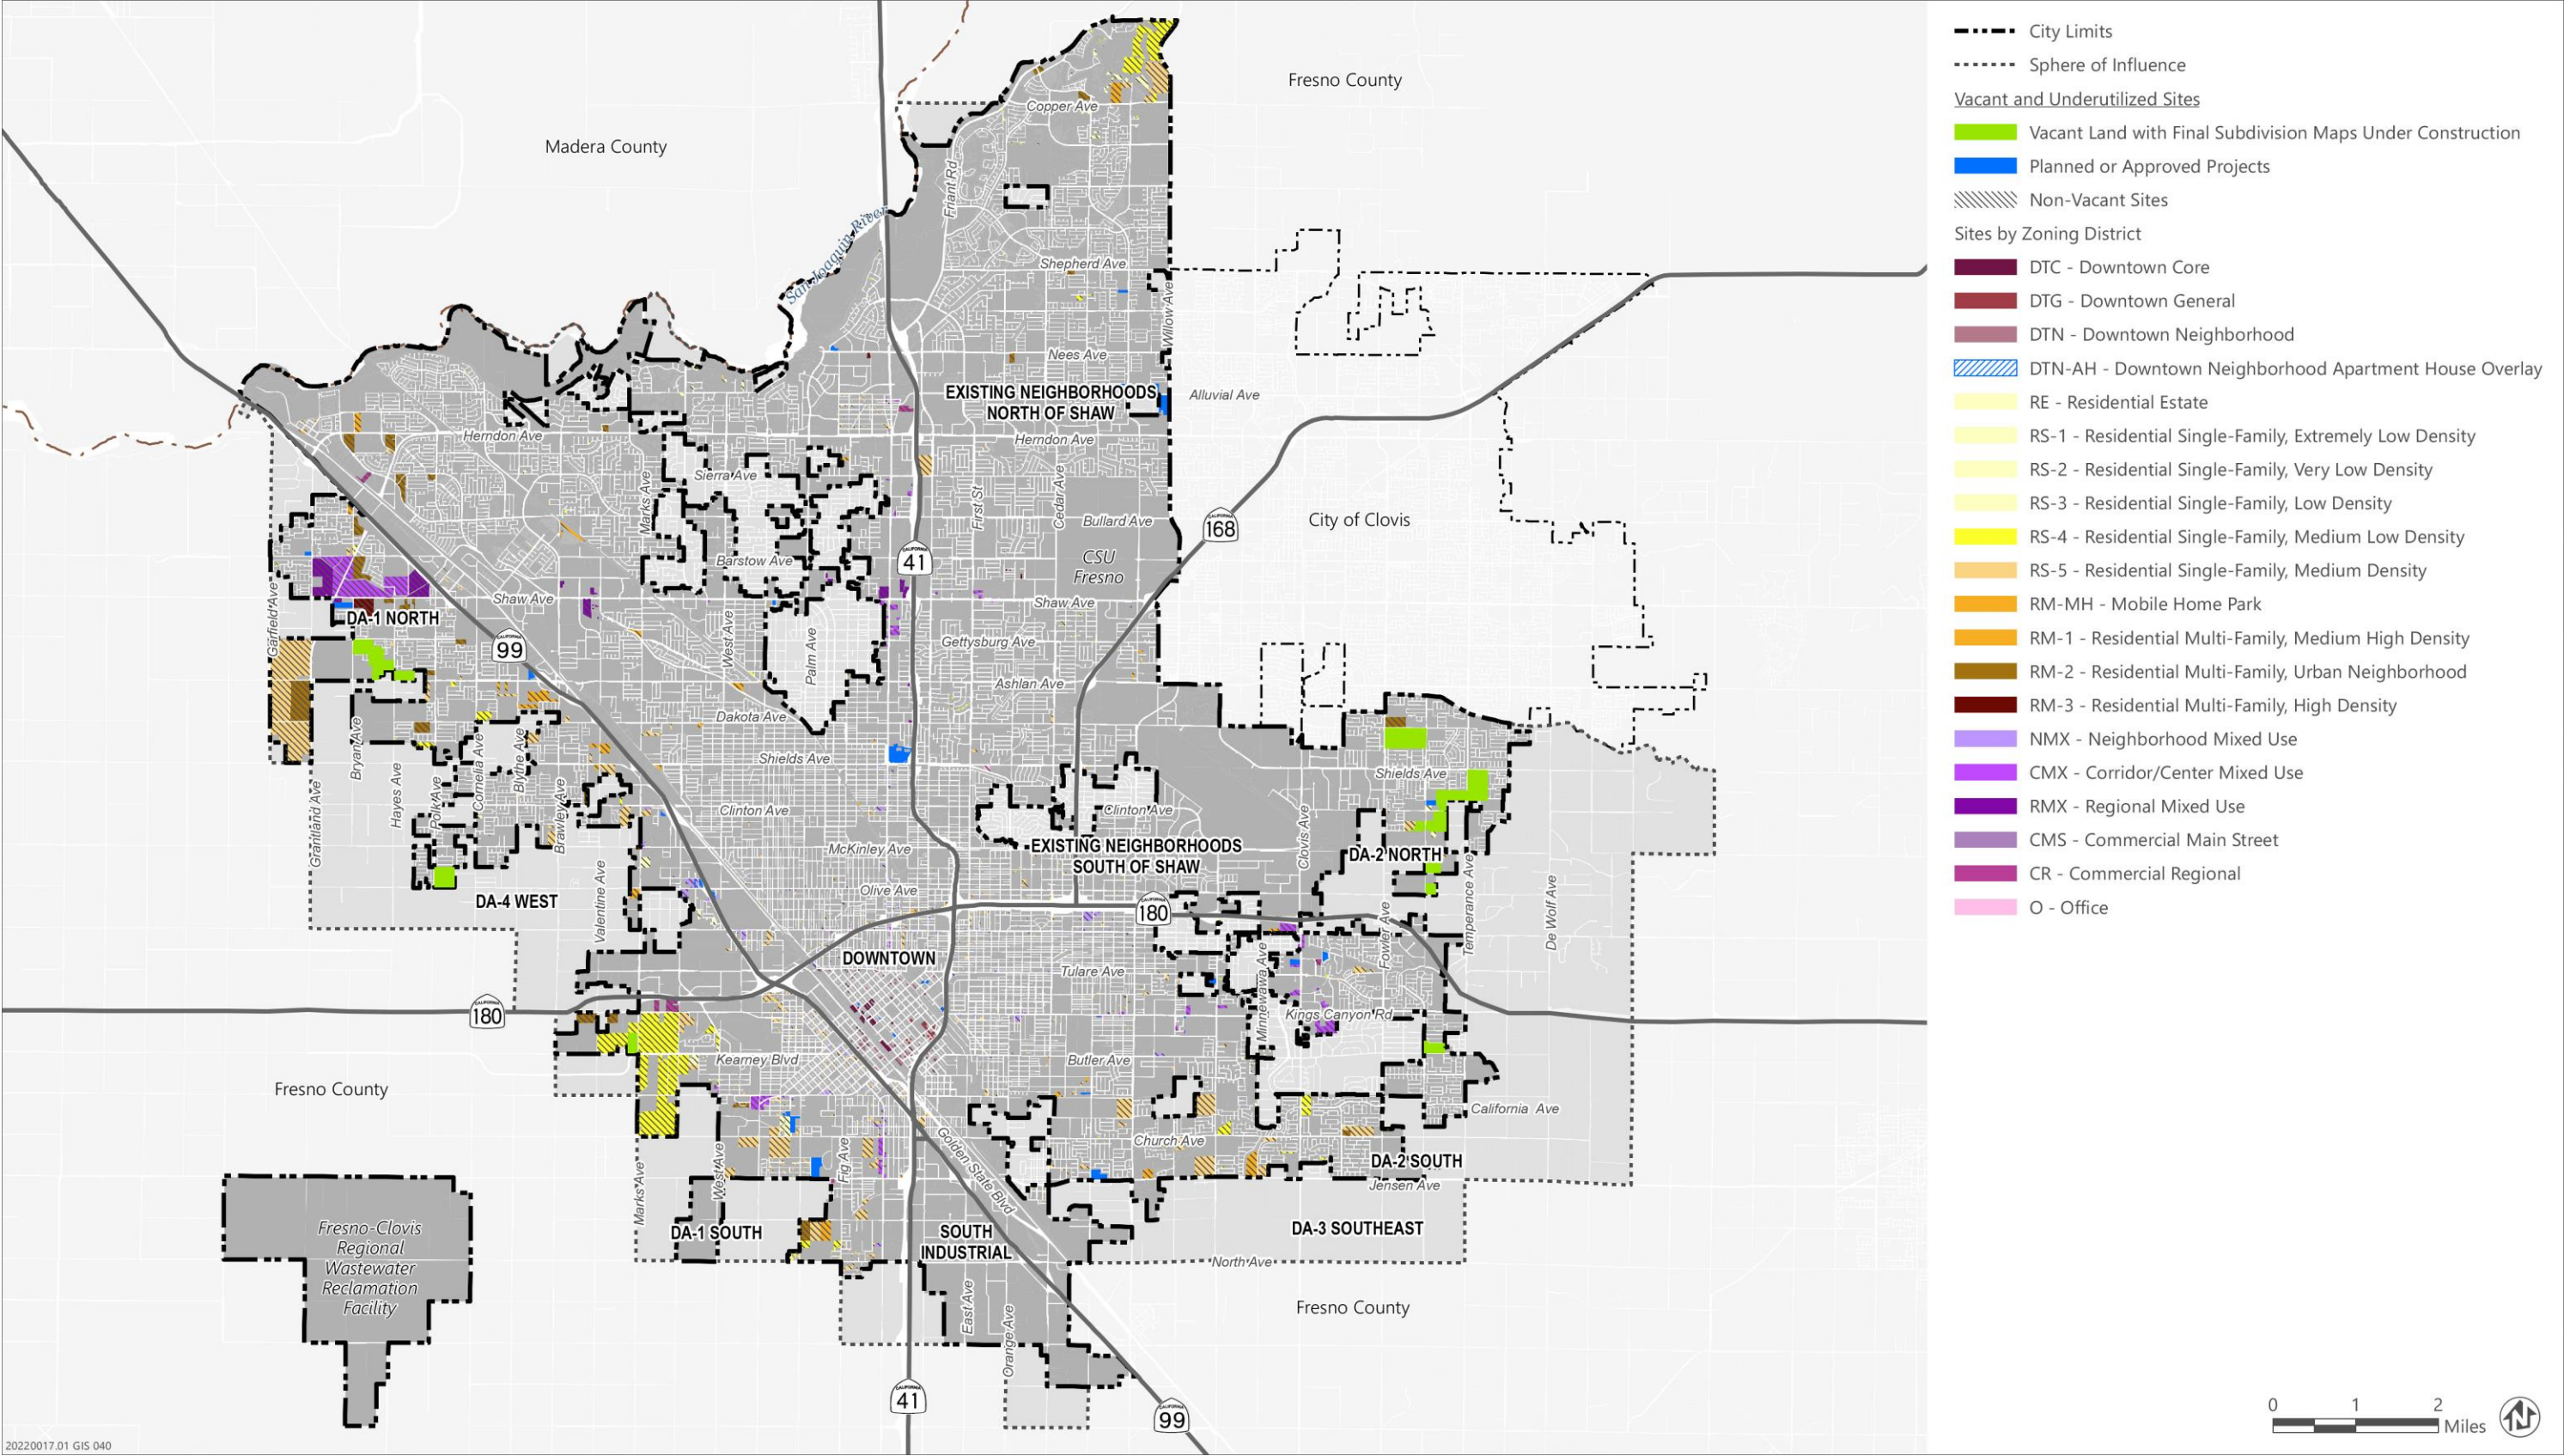 Fresno County
Madera County
Copper Ave
Friant Rd
San Joaquin River
Shepherd Ave
Willow Ave
Nees Ave
EXISTING NEIGHBORHOODS
NORTH OF SHAW
Alluvial Ave
Herndon Ave
Herndon Ave
Sierra Ave
Marks Ave
First St
Cedar Ave
Bullard Ave
CALIFORNIA
168
City of Clovis
CALIFORNIA
41
CSU
Fresno
Barstow Ave
Shaw Ave
Shaw Ave
Garfield Ave
DA-1 NORTH
CALIFORNIA
99
West Ave
Palm Ave
Gettysburg Ave
Ashlan Ave
Dakota Ave
Bryan Ave
Cornelia Ave
Blythe Ave
Shields Ave
Shields Ave
Grantland Ave
Hayes Ave
Polk Ave
Brawley Ave
Clinton Ave
Clinton Ave
Clovis Ave
McKinley Ave
EXISTING NEIGHBORHOODS
SOUTH OF SHAW
DA-2 NORTH
Olive Ave
DA-4 WEST
Valentine Ave
CALIFORNIA
180
Fowler Ave
Temperance Ave
De Wolf Ave
DOWNTOWN
Tulare Ave
Minnewawa Ave
CALIFORNIA
180
Kings Canyon Rd
Kearney Blvd
Butler Ave
Fresno County
California Ave
Golden State Blvd
Church Ave
Fig Ave
West Ave
Marks Ave
DA-2 SOUTH
Jensen Ave
Fresno-Clovis
Regional
Wastewater
Reclamation
Facility
DA-1 SOUTH
SOUTH
INDUSTRIAL
DA-3 SOUTHEAST
North Ave
East Ave
Orange Ave
Fresno County
CALIFORNIA
41
CALIFORNIA
99
20220017.01 GIS 040
City Limits
Sphere of Influence
Vacant and Underutilized Sites
Vacant Land with Final Subdivision Maps Under Construction
Planned or Approved Projects
Non-Vacant Sites
Sites by Zoning District
DTC - Downtown Core
DTG - Downtown General
DTN - Downtown Neighborhood
DTN-AH - Downtown Neighborhood Apartment House Overlay
RE - Residential Estate
RS-1 - Residential Single-Family, Extremely Low Density
RS-2 - Residential Single-Family, Very Low Density
RS-3 - Residential Single-Family, Low Density
RS-4 - Residential Single-Family, Medium Low Density
RS-5 - Residential Single-Family, Medium Density
RM-MH - Mobile Home Park
RM-1 - Residential Multi-Family, Medium High Density
RM-2 - Residential Multi-Family, Urban Neighborhood
RM-3 - Residential Multi-Family, High Density
NMX - Neighborhood Mixed Use
CMX - Corridor/Center Mixed Use
RMX - Regional Mixed Use
CMS - Commercial Main Street
CR - Commercial Regional
O - Office
0 1 2
Miles
N